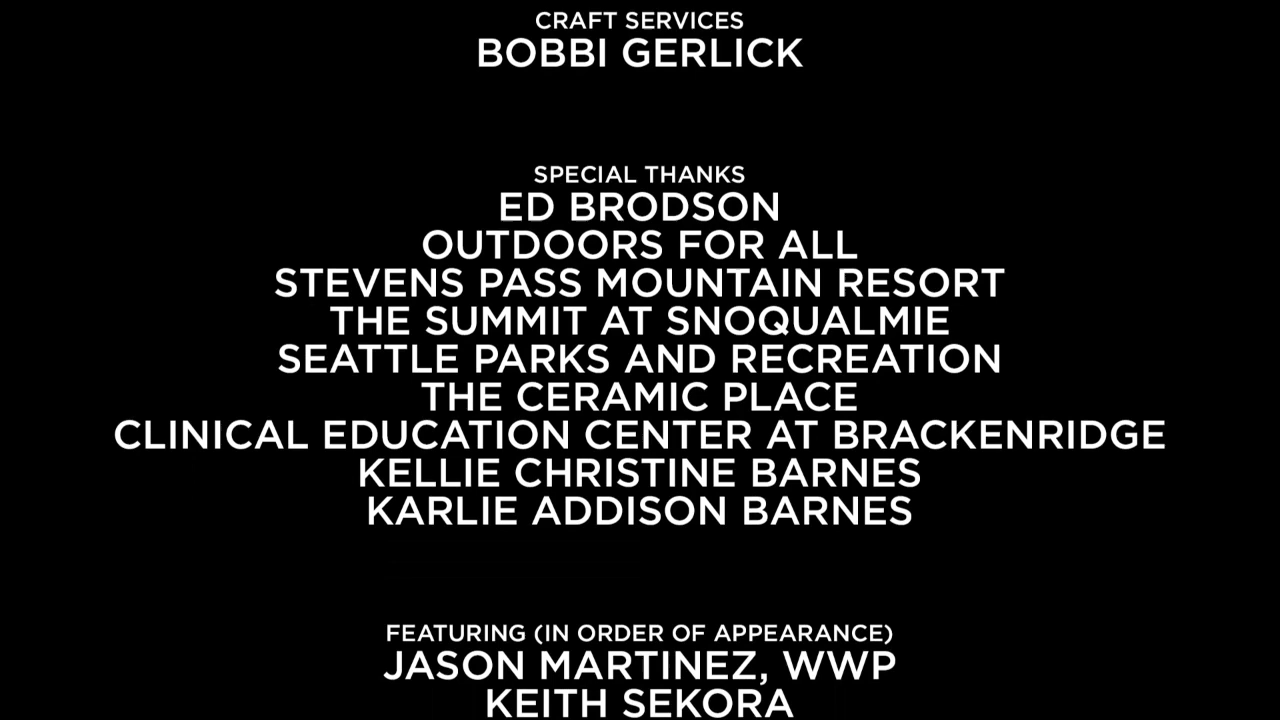 CRAFT SERVICES
BOBBI GERLICK
SPECIAL THANKS
ED BRODSON
OUTDOORS FOR ALL
STEVENS PASS MOUNTAIN RESORT
THE SUMMIT AT SNOQUALMIE
SEATTLE PARKS AND RECREATION
THE CERAMIC PLACE
CLINICAL EDUCATION CENTER AT BRACKENRIDGE
KELLIE CHRISTINE BARNES
KARLIE ADDISON BARNES
FEATURING (IN ORDER OF APPEARANCE)
JASON MARTINEZ, WWP
KEITH SEKORA